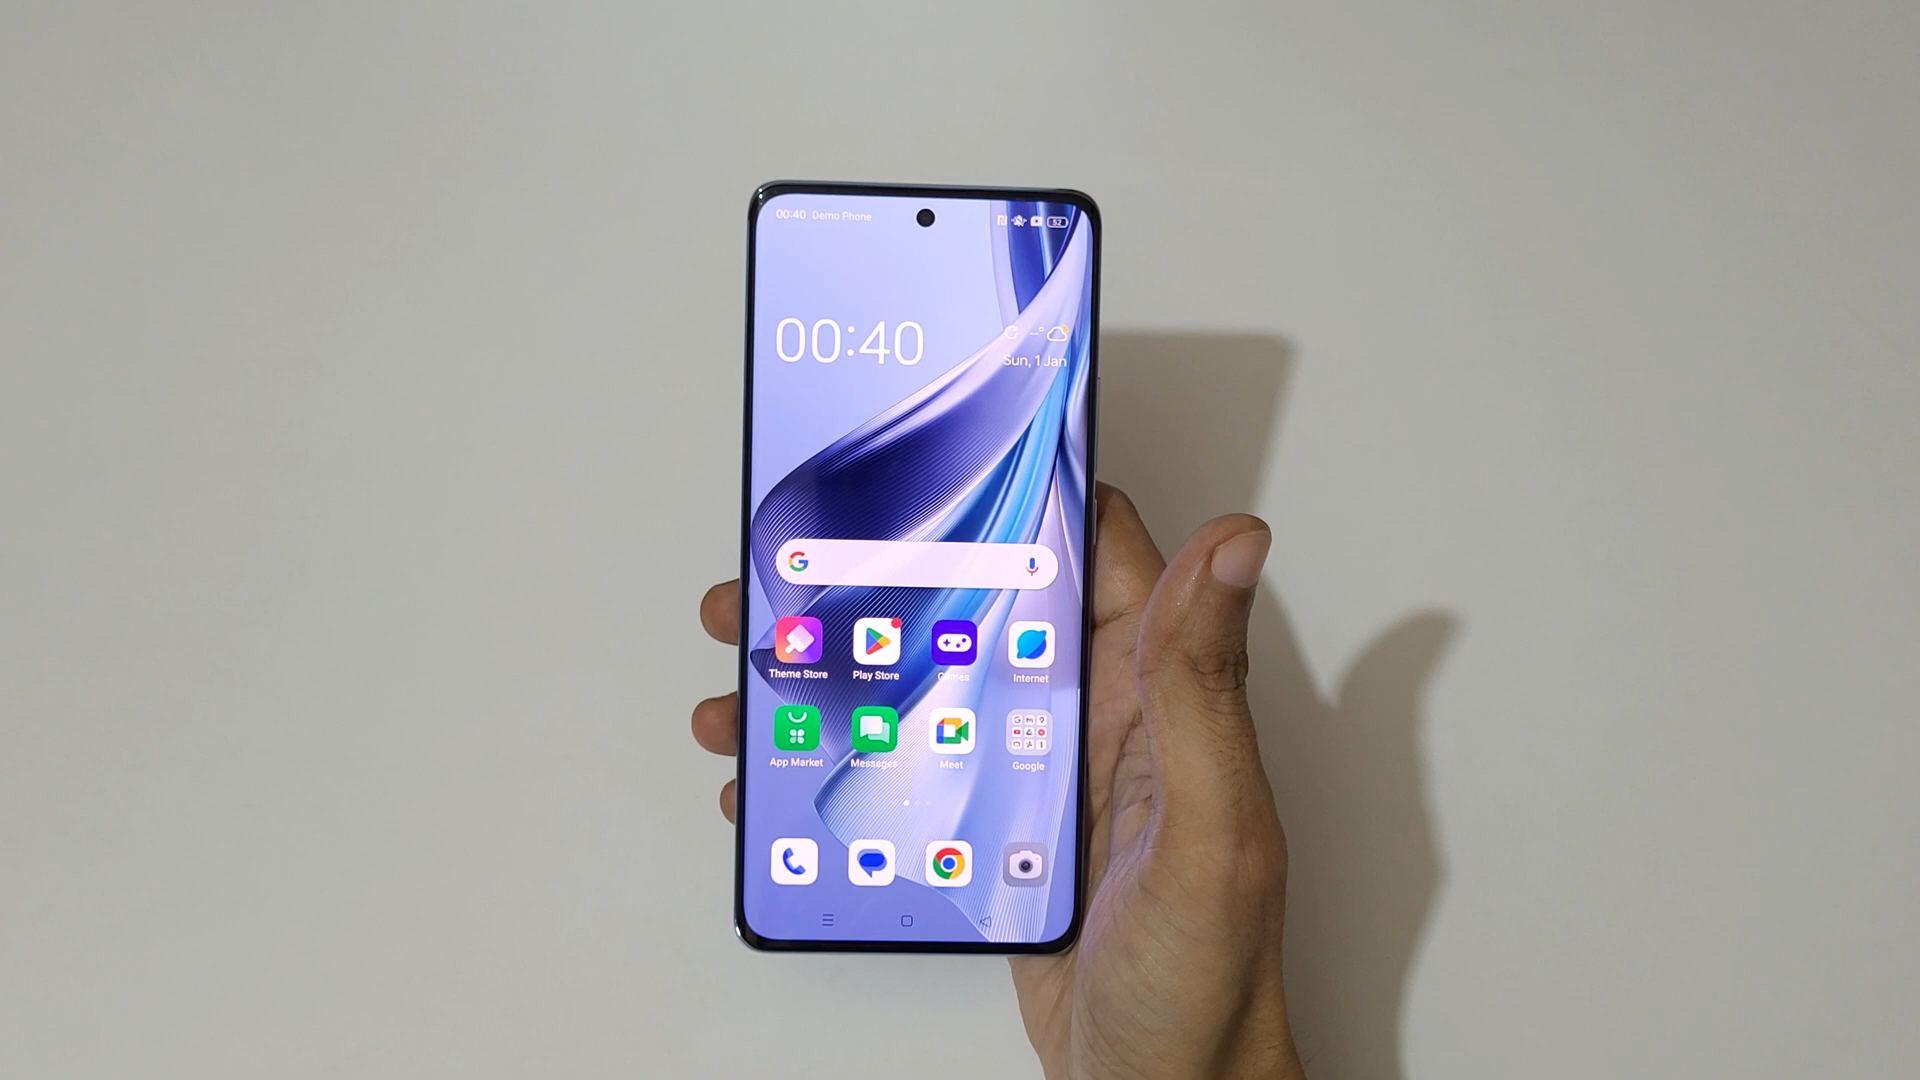 00:40 Demo Phone
52
00:40
--°
Sun, 1 Jan
Theme Store Play Store Games Internet
App Market Messages Meet Google